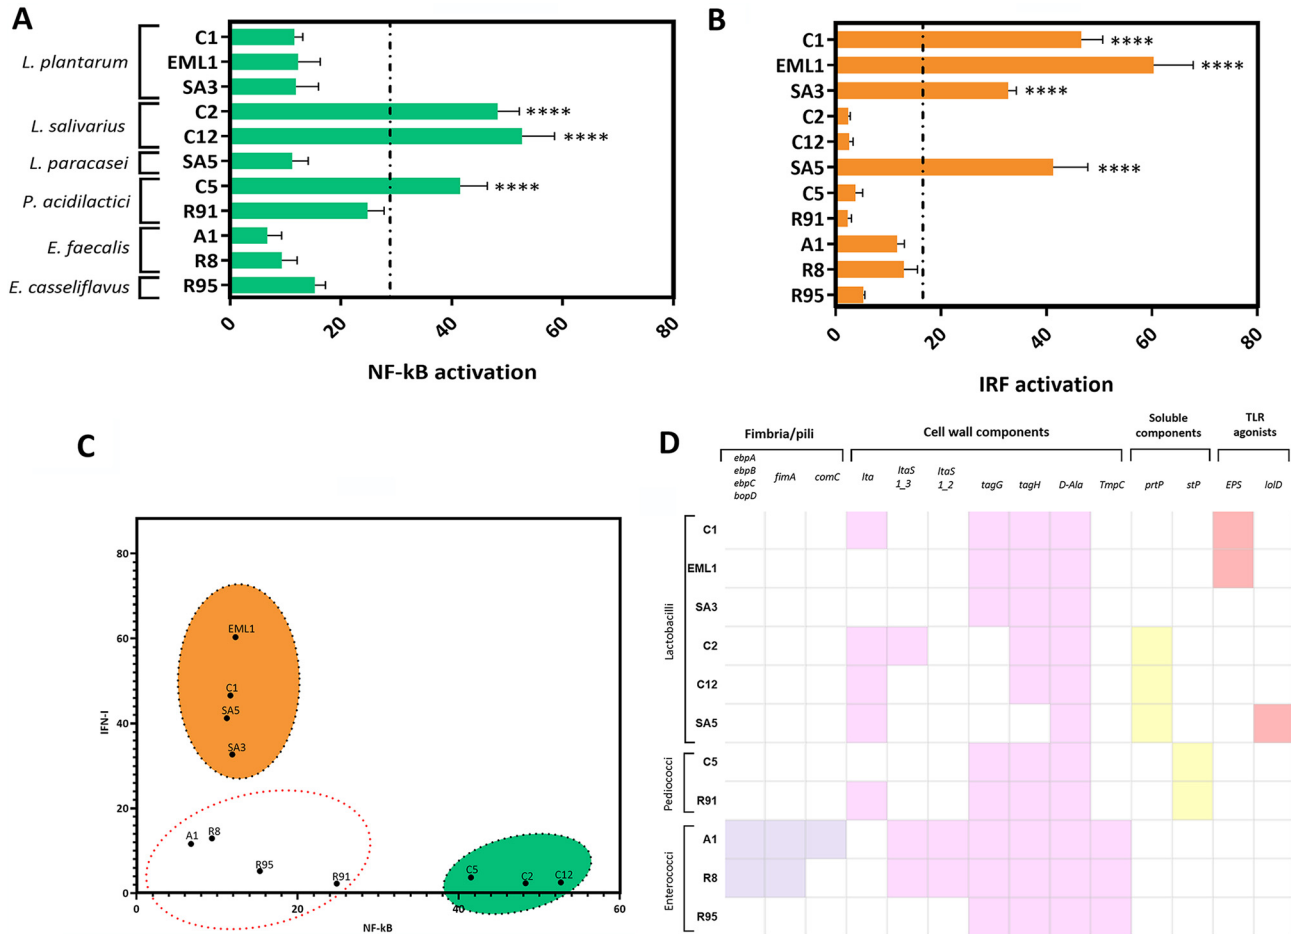 A
L. plantarum
L. salivarius
L. paracasei
P. acidilactici
E. faecalis
E. casseliflavus
C1
EML1
SA3
C2 ****
C12 ****
SA5
C5 ****
R91
A1
R8
R95
0 20 40 60 80
NF-kB activation
B
C1 ****
EML1 ****
SA3 ****
C2
C12
SA5 ****
C5
R91
A1
R8
R95
0 20 40 60 80
IRF activation
C
IFN-I
80
60
40
20
0
EML1
C1
SA5
SA3
A1 R8
R95
R91
C5 C2 C12
0 20 40 60
NF-kB
D
Fimbria/pili
Cell wall components
Soluble
components
TLR
agonists
ebpA
ebpB
ebpC
bopD
fimA
comC
lta
ltaS
1_3
ltaS
1_2
tagG
tagH
D-Ala
TmpC
prtP
stP
EPS
lolD
Lactobacilli
C1
EML1
SA3
C2
C12
SA5
Pediococci
C5
R91
Enterococci
A1
R8
R95